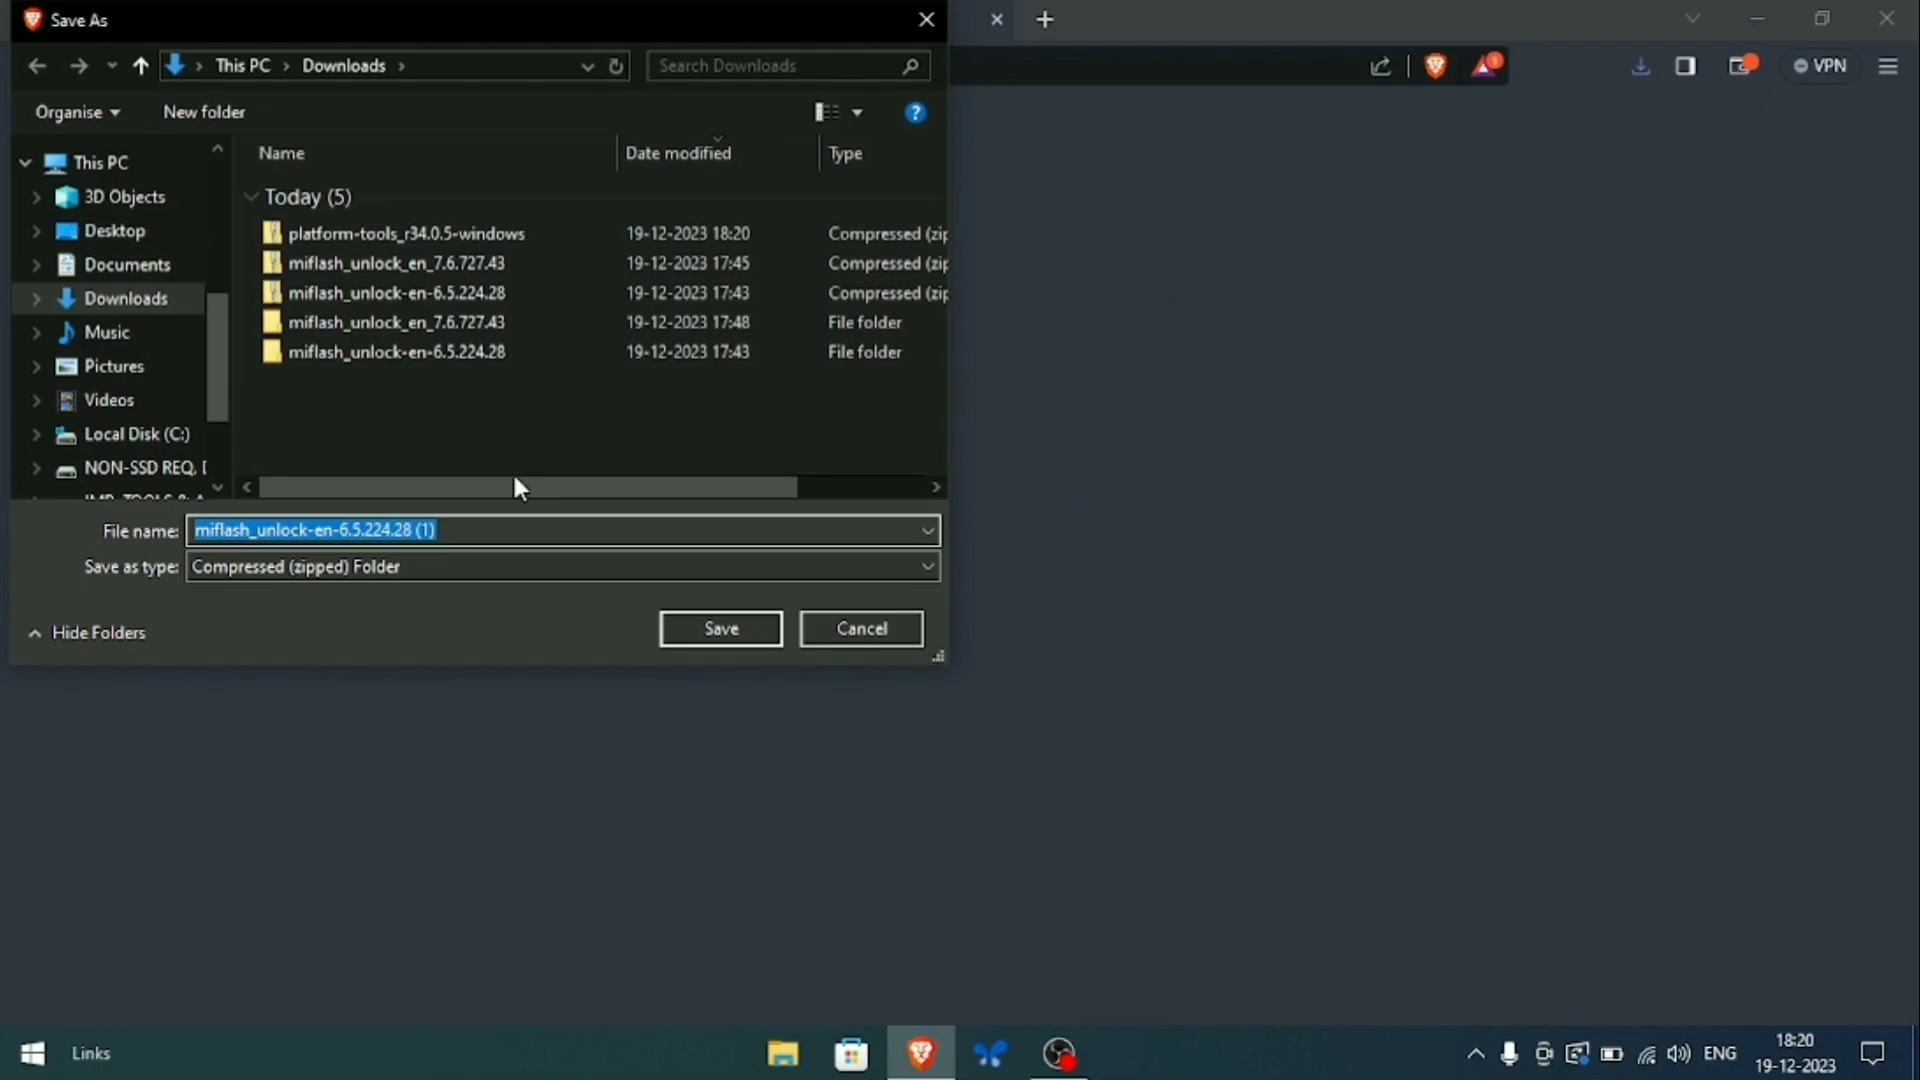 Save As
This PC > Downloads >
Search Downloads
VPN
Organise
New folder
Name
Date modified
Type
Today (5)
platform-tools_r34.0.5-windows 19-12-2023 18:20 Compressed (zip
miflash_unlock_en_7.6.727.43 19-12-2023 17:45 Compressed (zip
miflash_unlock-en-6.5.224.28 19-12-2023 17:43 Compressed (zip
miflash_unlock_en_7.6.727.43 19-12-2023 17:48 File folder
miflash_unlock-en-6.5.224.28 19-12-2023 17:43 File folder
This PC
3D Objects
Desktop
Documents
Downloads
Music
Pictures
Videos
Local Disk (C:)
NON-SSD REQ. [
File name: miflash_unlock-en-6.5.224.28 (1)
Save as type: Compressed (zipped) Folder
Hide Folders
Save
Cancel
Links
ENG
18:20
19-12-2023